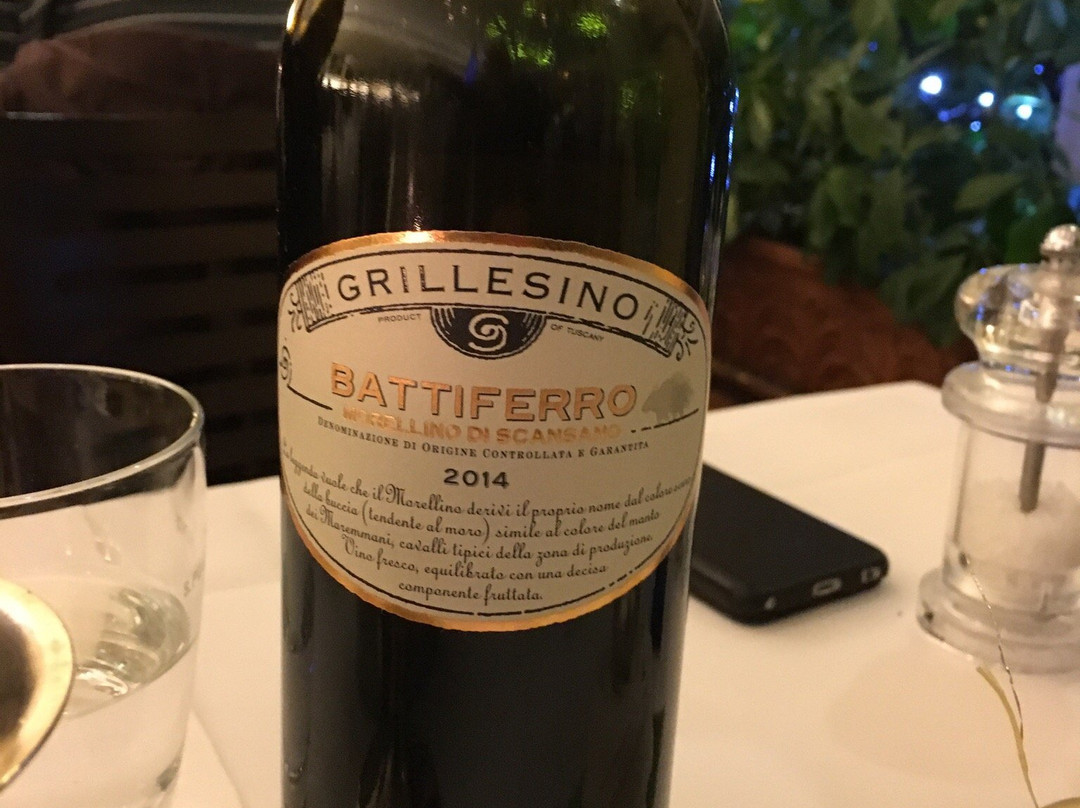 GRILLESINO
PRODUCT OF TUSCANY
BATTIFERRO
MORELLINO DI SCANSANO
DENOMINAZIONE DI ORIGINE CONTROLLATA E GARANTITA
2014
La leggenda vuole che il Morellino derivi il proprio nome dal colore scuro
della buccia (tendente al moro) simile al colore del manto
dei Maremmani, cavalli tipici della zona di produzione.
Vino fresco, equilibrato con una decisa
componente fruttata.